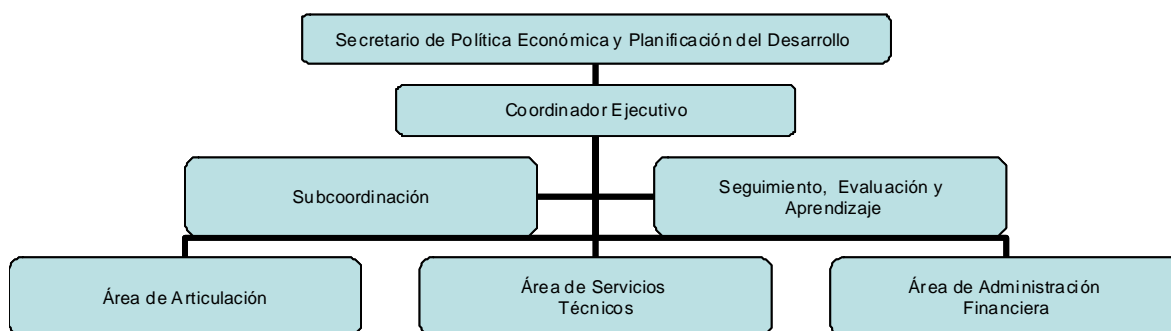 Secretario de Política Económica y Planificación del Desarrollo
Coordinador Ejecutivo
Subcoordinación
Seguimiento, Evaluación y
Aprendizaje
Área de Articulación
Área de Servicios
Técnicos
Área de Administración
Financiera